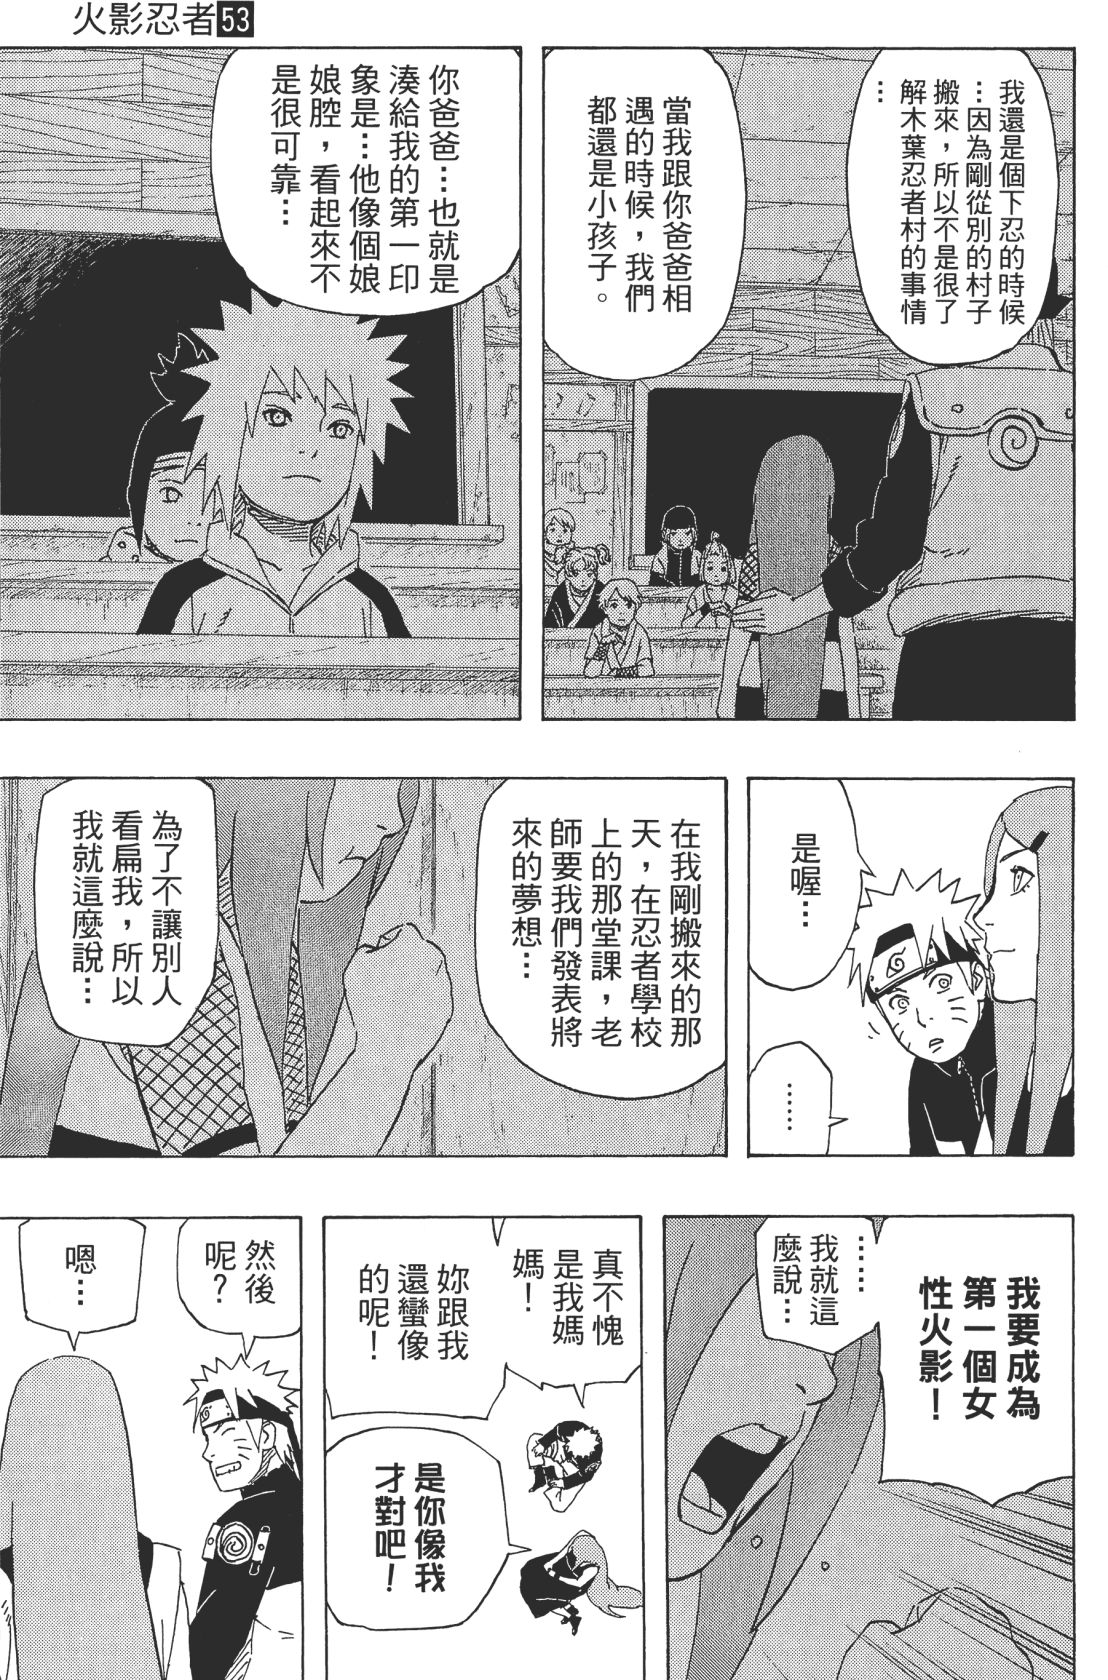 火影忍者53
我還是個下忍的時候
…因為剛從別的村子
搬來，所以不是很了
解木葉忍者村的事情
…
當我跟你爸爸相
遇的時候，我們
都還是小孩子。
你爸爸…也就是
湊給我的第一印
象是…他像個娘
娘腔，看起來不
是很可靠…
是喔…
……
在我剛搬來的那
天，在忍者學校
上的那堂課，老
師要我們發表將
來的夢想…
為了不讓別人
看扁我，所以
我就這麼說…
我要成為
第一個女
性火影！
……
我就這
麼說…
真不愧
是我媽
媽！
妳跟我
還蠻像
的呢！
是你像我
才對吧！
然後
呢？
嗯…